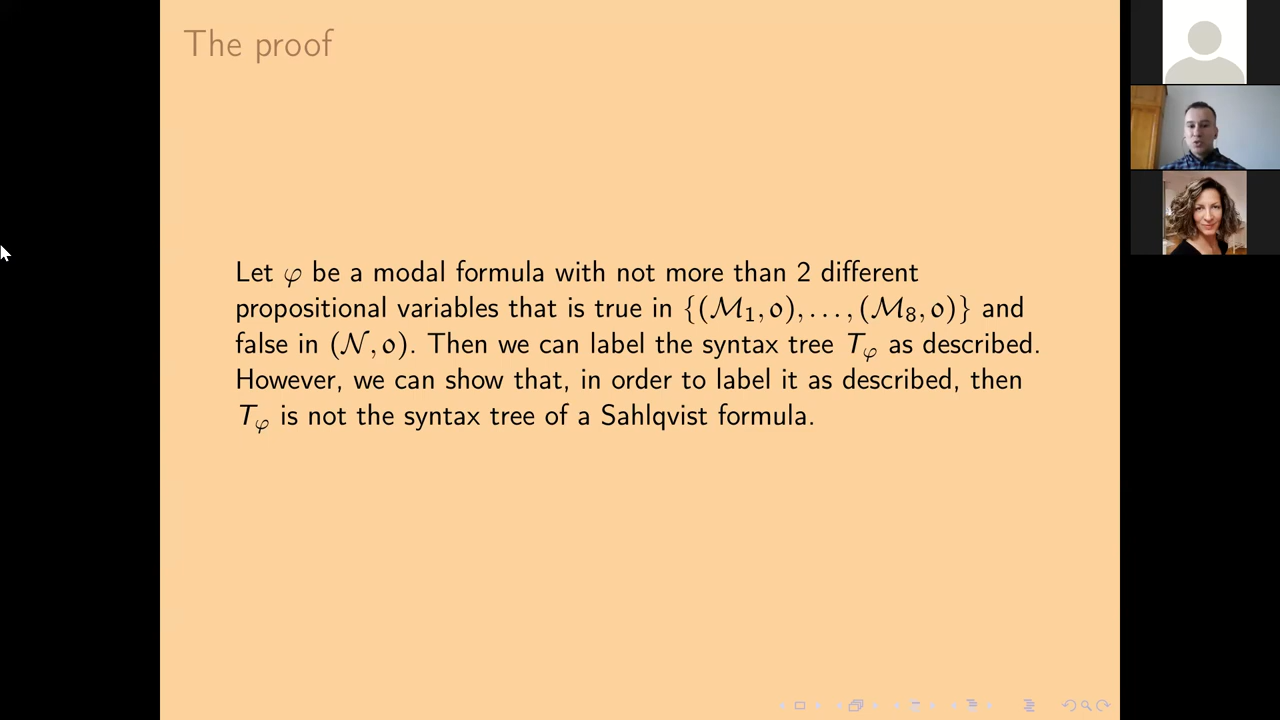 The proof
Let φ be a modal formula with not more than 2 different
propositional variables that is true in {(ℳ₁, o), . . . , (ℳ₈, o)} and
false in (𝒩, o). Then we can label the syntax tree T_φ as described.
However, we can show that, in order to label it as described, then
T_φ is not the syntax tree of a Sahlqvist formula.